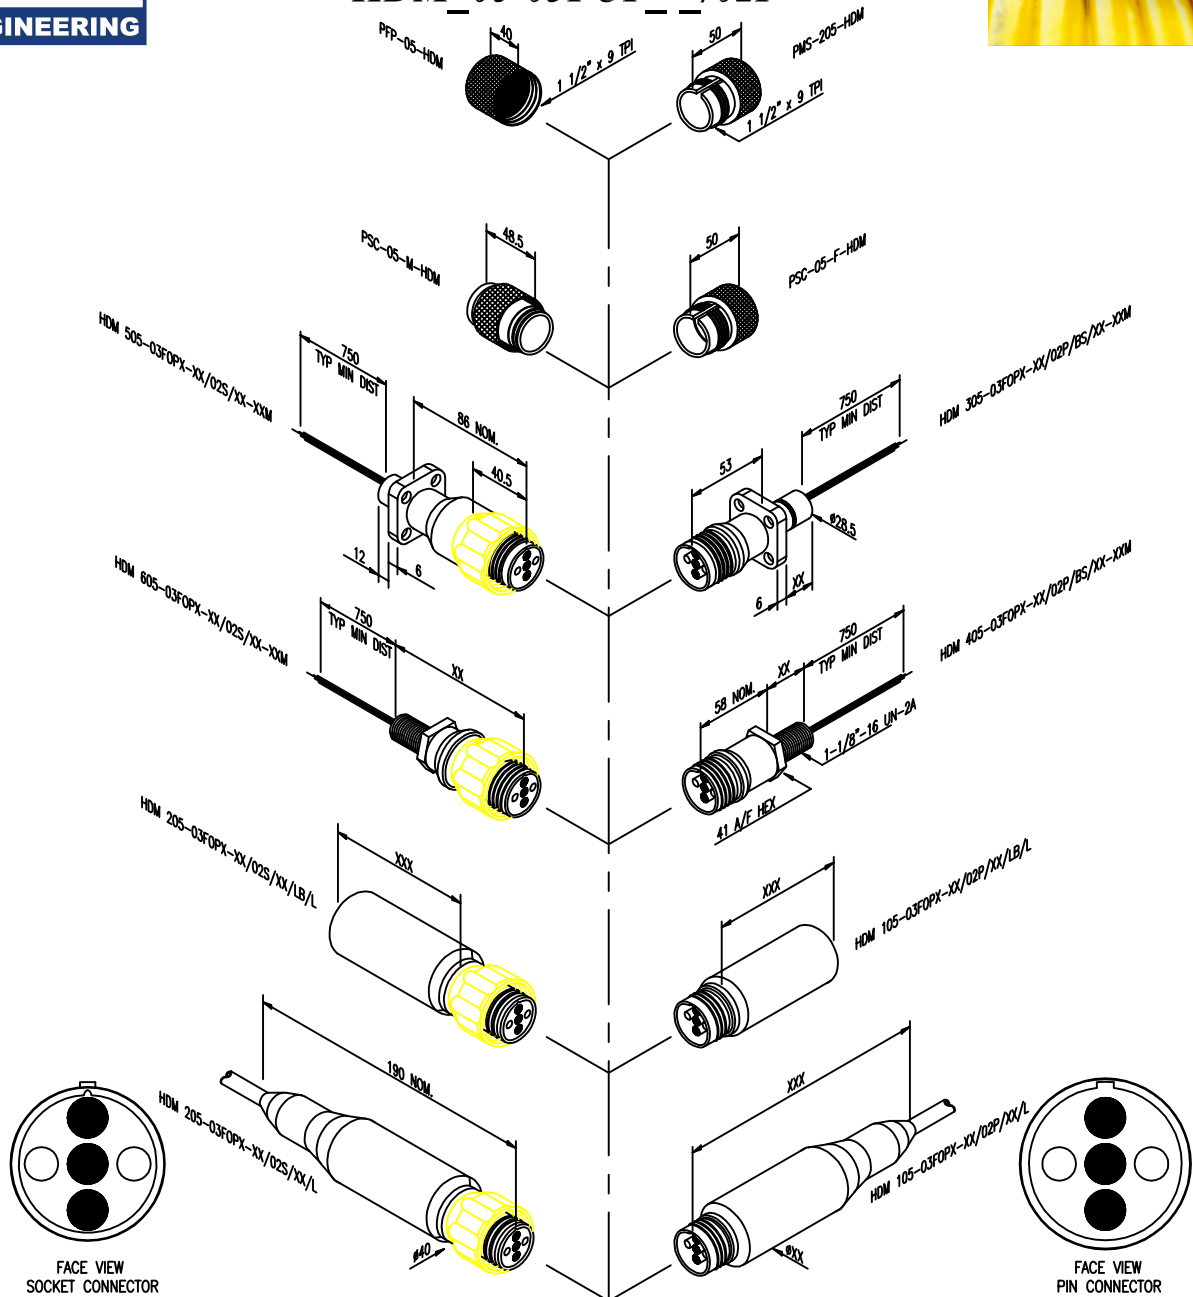 GINEERING
PFP-05-HDM
40
1 1/2" x 9 TPI
50
PMS-205-HDM
1 1/2" x 9 TPI
PSC-05-M-HDM
48.5
50
PSC-05-F-HDM
HDM 505-03FOPX-XX/02S/XX-XXM
750
TYP MIN DIST
86 NOM.
40.5
12
6
HDM 305-03FOPX-XX/02P/BS/XX-XXM
750
TYP MIN DIST
53
ø28.5
6
XX
HDM 605-03FOPX-XX/02S/XX-XXM
750
TYP MIN DIST
XX
HDM 405-03FOPX-XX/02P/BS/XX-XXM
750
TYP MIN DIST
XX
58 NOM.
1-1/8"-16 UN-2A
41 A/F HEX
HDM 205-03FOPX-XX/02S/XX/LB/L
XXX
HDM 105-03FOPX-XX/02P/XX/LB/L
XXX
HDM 205-03FOPX-XX/02S/XX/L
190 NOM.
ø40
HDM 105-03FOPX-XX/02P/XX/L
XXX
øXX
FACE VIEW
SOCKET CONNECTOR
FACE VIEW
PIN CONNECTOR